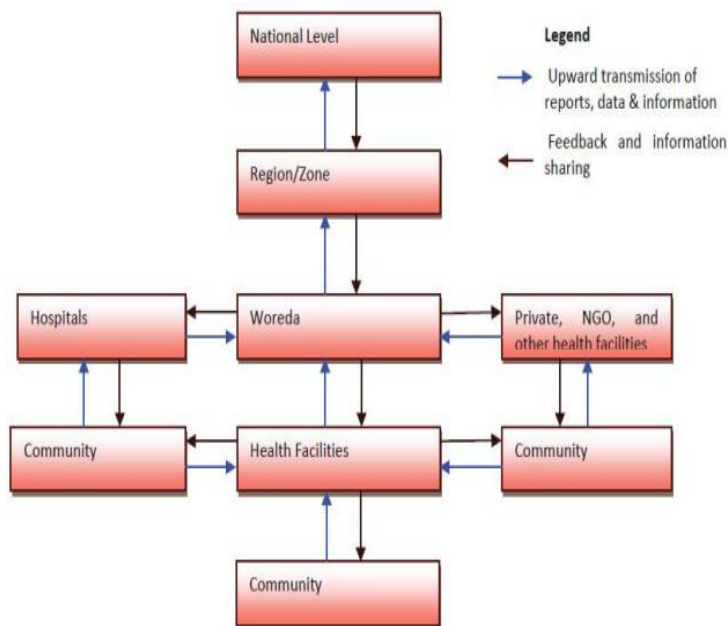 National Level
Legend
Upward transmission of
reports, data & information
Feedback and information
sharing
Region/Zone
Hospitals
Woreda
Private, NGO, and
other health facilities
Community
Health Facilities
Community
Community